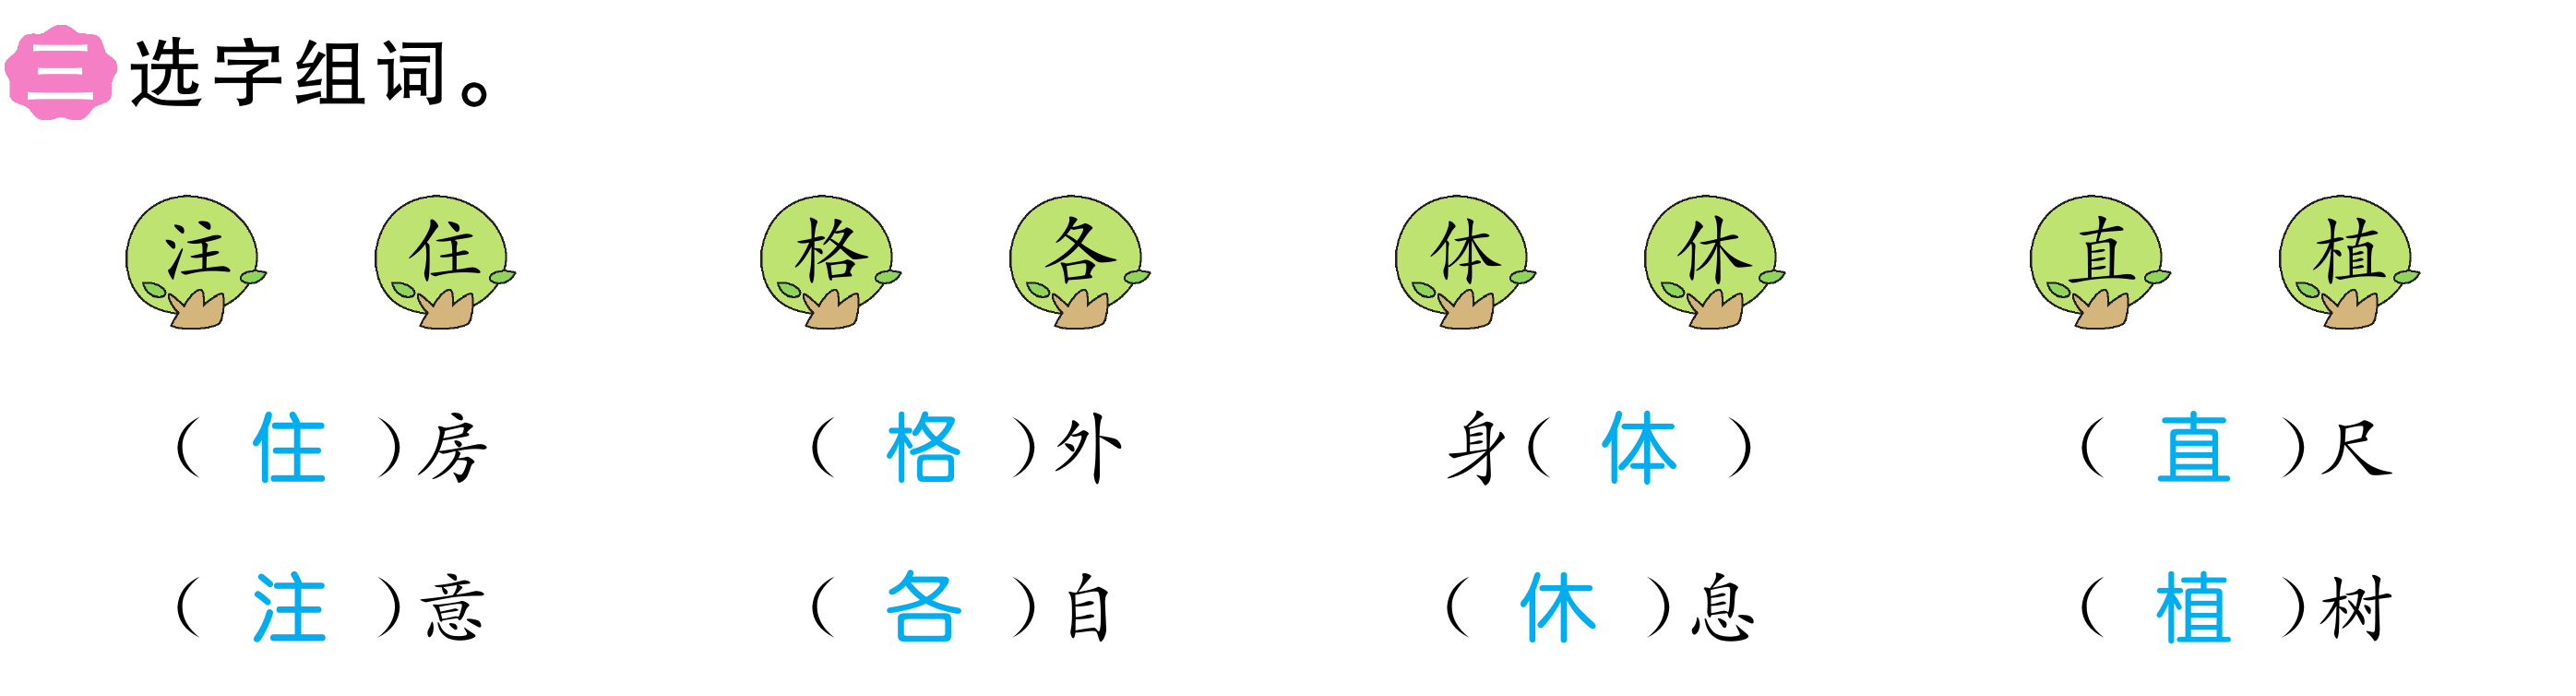 三 选字组词。
注 住 格 各 体 休 直 植
（住）房 （格）外 身（体） （直）尺
（注）意 （各）自 （休）息 （植）树